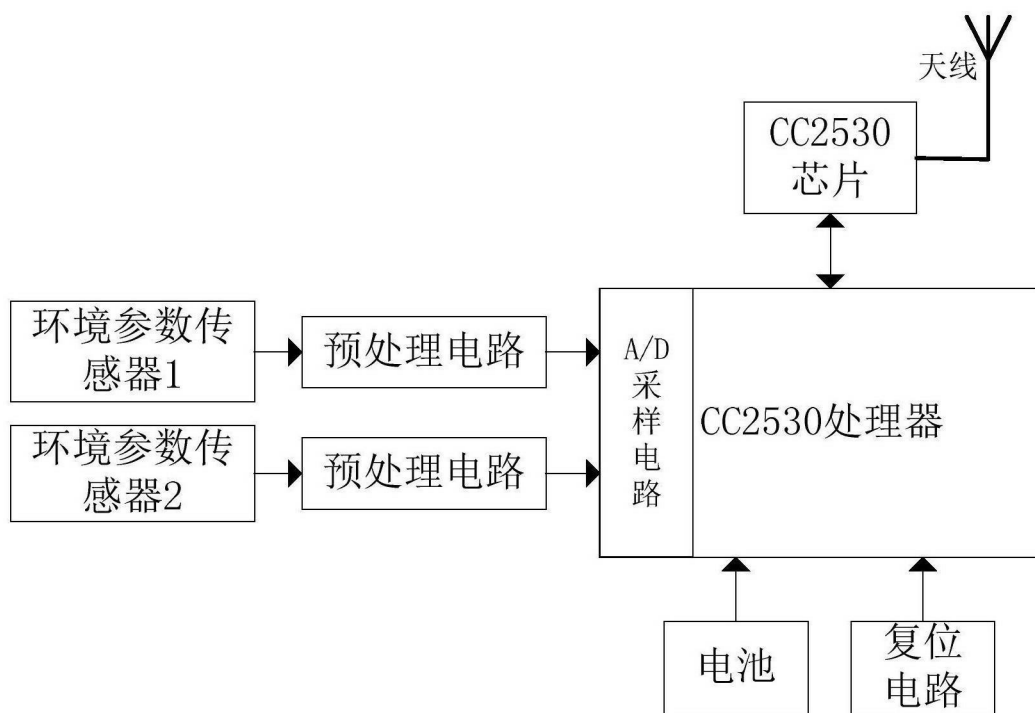 天线
CC2530
芯片
环境参数传
感器1
预处理电路
A/D
采
样
电
路
CC2530处理器
环境参数传
感器2
预处理电路
电池
复位
电路